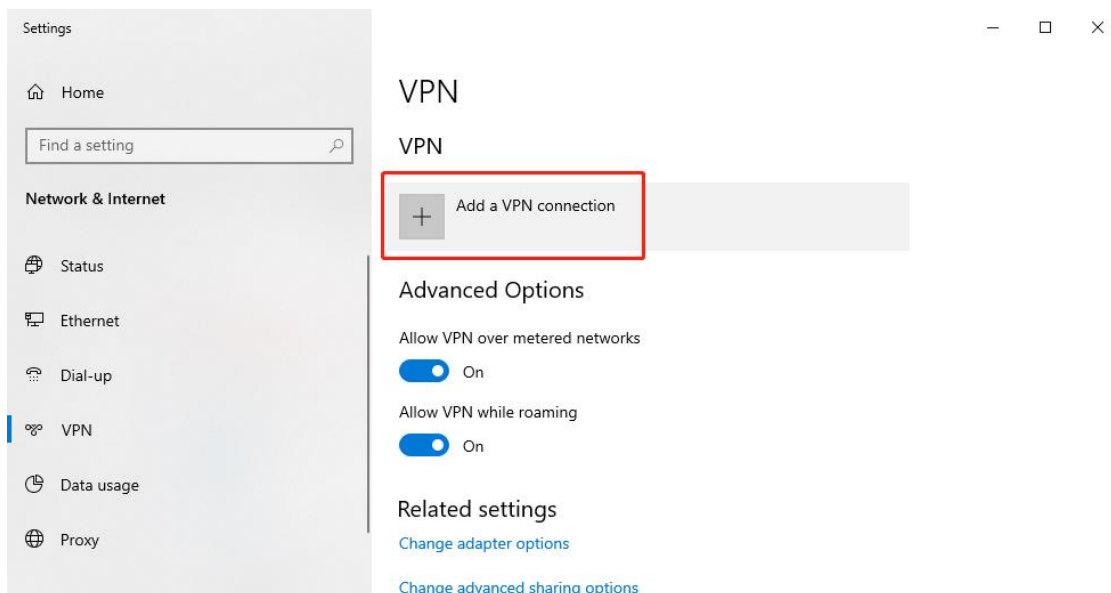 Settings
Home
Find a setting
Network & Internet
Status
Ethernet
Dial-up
VPN
Data usage
Proxy
VPN
VPN
Add a VPN connection
Advanced Options
Allow VPN over metered networks
On
Allow VPN while roaming
On
Related settings
Change adapter options
Change advanced sharing options